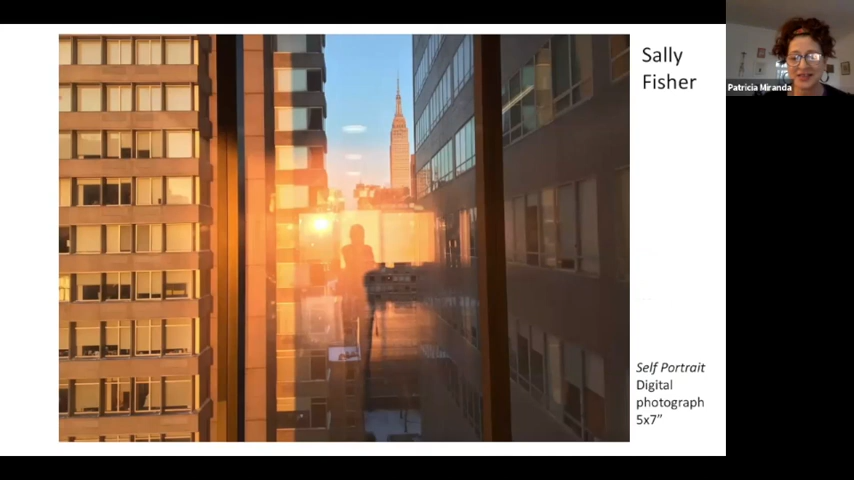 Sally
Fisher
Patricia Miranda
Self Portrait
Digital
photograph
5x7”